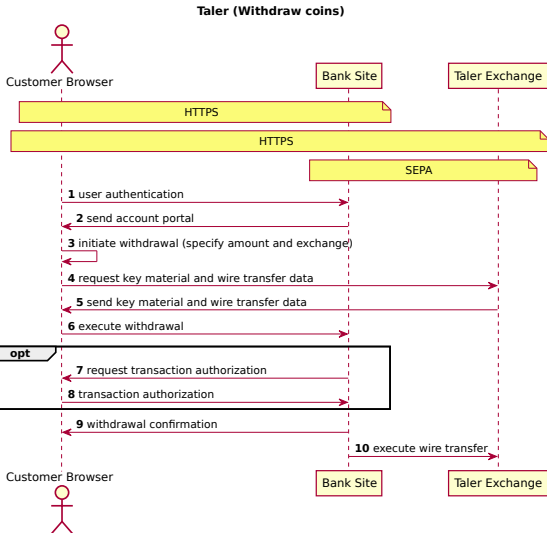 Taler (Withdraw coins)
Customer Browser
Bank Site
Taler Exchange
HTTPS
HTTPS
SEPA
1 user authentication
2 send account portal
3 initiate withdrawal (specify amount and exchange)
4 request key material and wire transfer data
5 send key material and wire transfer data
6 execute withdrawal
opt
7 request transaction authorization
8 transaction authorization
9 withdrawal confirmation
10 execute wire transfer
Customer Browser
Bank Site
Taler Exchange